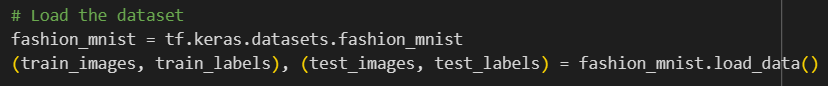 # Load the dataset
fashion_mnist = tf.keras.datasets.fashion_mnist
(train_images, train_labels), (test_images, test_labels) = fashion_mnist.load_data()